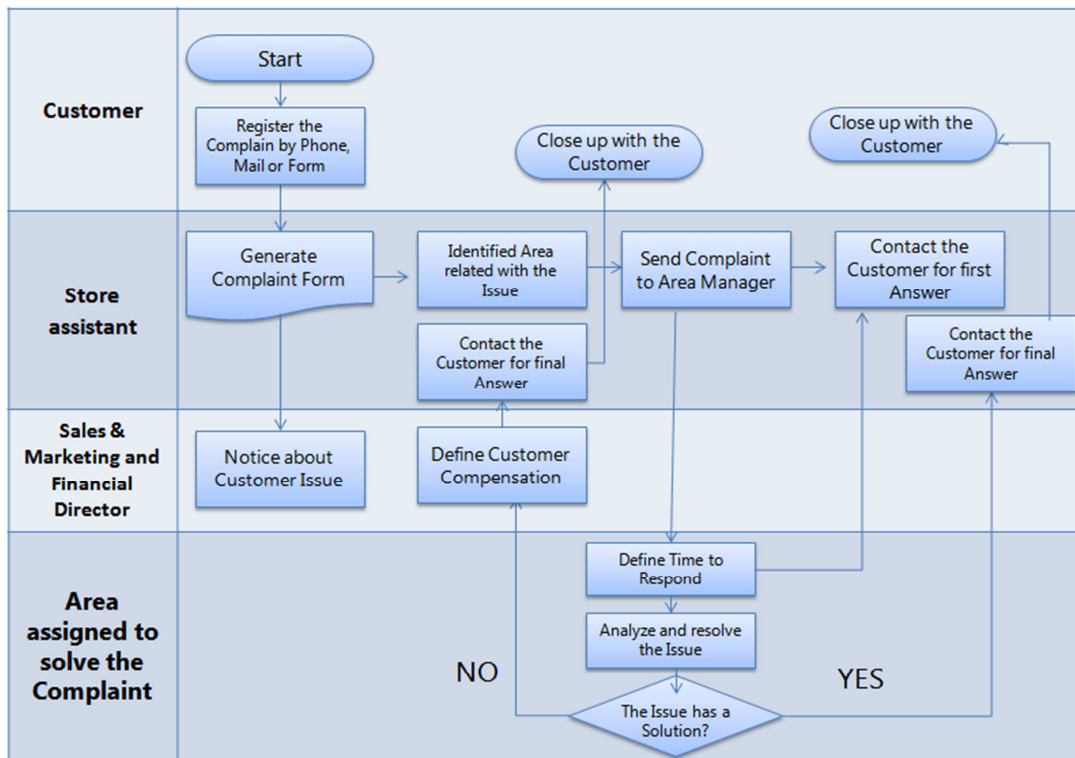 Customer
Start
Register the
Complain by Phone,
Mail or Form
Close up with the
Customer
Close up with the
Customer
Store
assistant
Generate
Complaint Form
Identified Area
related with the
Issue
Send Complaint
to Area Manager
Contact the
Customer for first
Answer
Contact the
Customer for final
Answer
Contact the
Customer for final
Answer
Sales &
Marketing and
Financial
Director
Notice about
Customer Issue
Define Customer
Compensation
Area
assigned to
solve the
Complaint
Define Time to
Respond
Analyze and resolve
the Issue
NO
YES
The Issue has a
Solution?